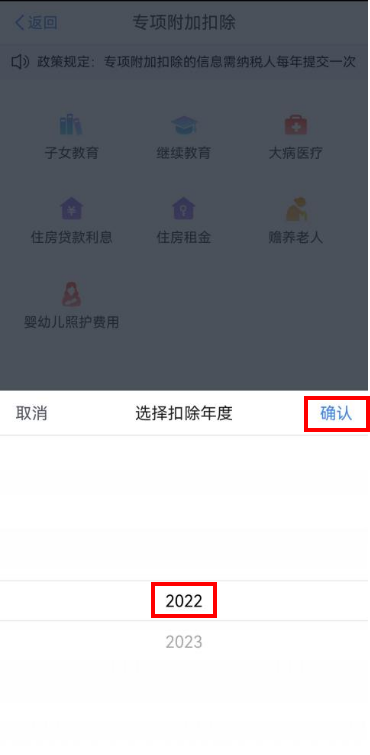 返回
专项附加扣除
政策规定：专项附加扣除的信息需纳税人每年提交一次
子女教育 继续教育 大病医疗
住房贷款利息 住房租金 赡养老人
婴幼儿照护费用
取消 选择扣除年度 确认
2022
2023